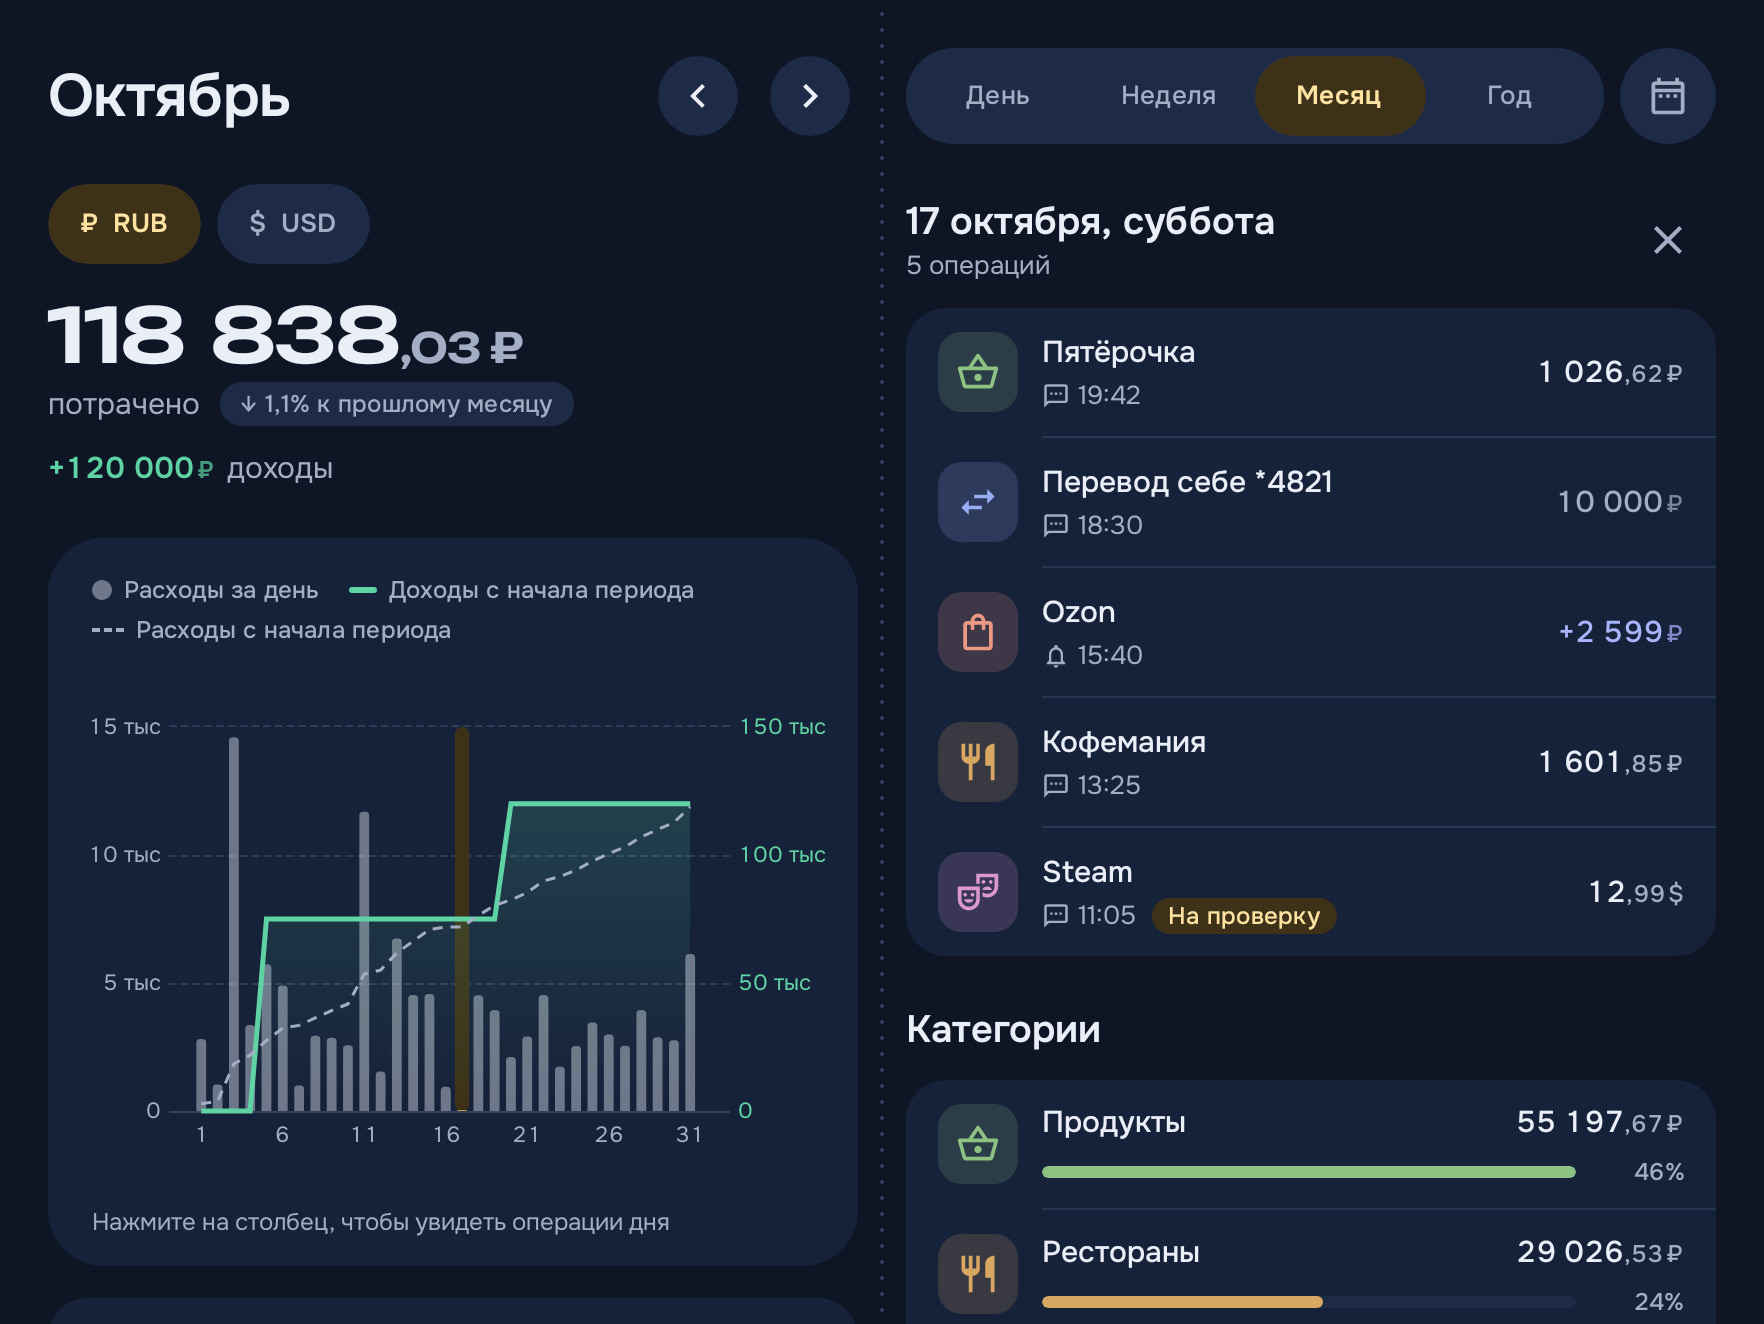 Октябрь
₽ RUB
$ USD
118 838,03 ₽
потрачено
↓ 1,1% к прошлому месяцу
+120 000 ₽ доходы
Расходы за день
Доходы с начала периода
Расходы с начала периода
15 тыс
150 тыс
10 тыс
100 тыс
5 тыс
50 тыс
0
0
1 6 11 16 21 26 31
Нажмите на столбец, чтобы увидеть операции дня
День Неделя Месяц Год
17 октября, суббота
5 операций
Пятёрочка
1 026,62 ₽
19:42
Перевод себе *4821
10 000 ₽
18:30
Ozon
+2 599 ₽
15:40
Кофемания
1 601,85 ₽
13:25
Steam
12,99 $
11:05 На проверку
Категории
Продукты
55 197,67 ₽
46%
Рестораны
29 026,53 ₽
24%